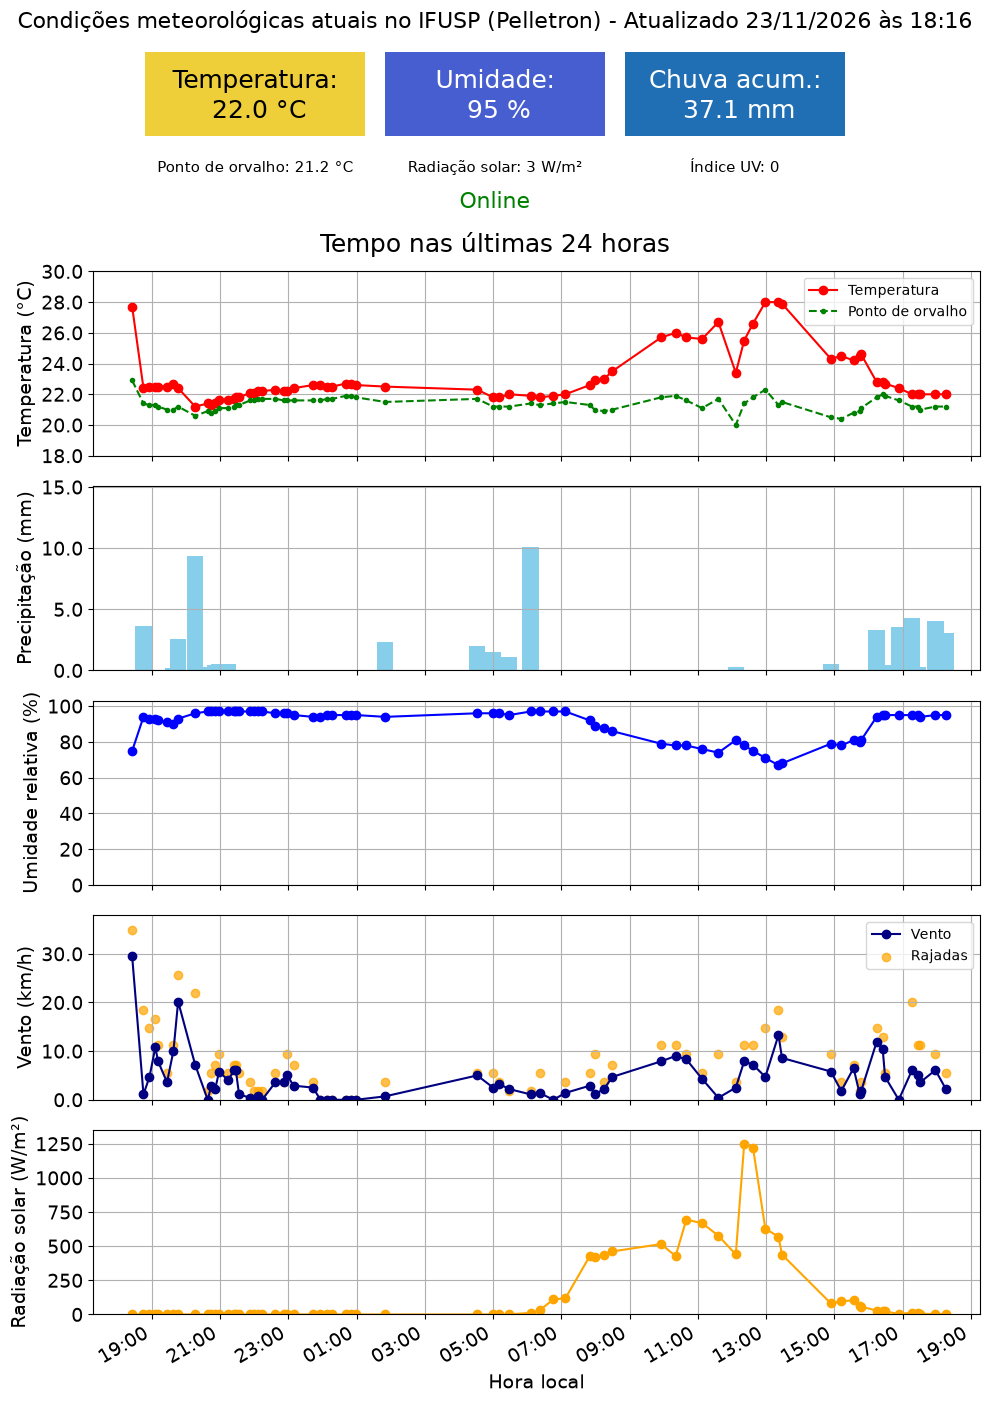 Condições meteorológicas atuais no IFUSP (Pelletron) - Atualizado 23/11/2026 às 18:16
Temperatura:
22.0 °C
Umidade:
95 %
Chuva acum.:
37.1 mm
Ponto de orvalho: 21.2 °C
Radiação solar: 3 W/m²
Índice UV: 0
Online
Tempo nas últimas 24 horas
Temperatura (°C)
30.0
28.0
26.0
24.0
22.0
20.0
18.0
Temperatura
Ponto de orvalho
Precipitação (mm)
15.0
10.0
5.0
0.0
Umidade relativa (%)
100
80
60
40
20
0
Vento (km/h)
30.0
20.0
10.0
0.0
Vento
Rajadas
Radiação solar (W/m²)
1250
1000
750
500
250
0
19:00
21:00
23:00
01:00
03:00
05:00
07:00
09:00
11:00
13:00
15:00
17:00
19:00
Hora local